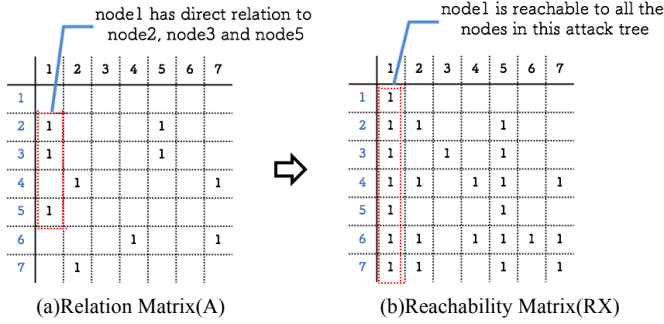 node1 has direct relation to
node2, node3 and node5
1 2 3 4 5 6 7
1
2 1 1
3 1 1
4 1 1
5 1
6 1 1
7 1
(a)Relation Matrix(A)
node1 is reachable to all the
nodes in this attack tree
1 2 3 4 5 6 7
1 1
2 1 1 1
3 1 1 1
4 1 1 1 1 1
5 1 1
6 1 1 1 1 1 1
7 1 1 1 1
(b)Reachability Matrix(RX)